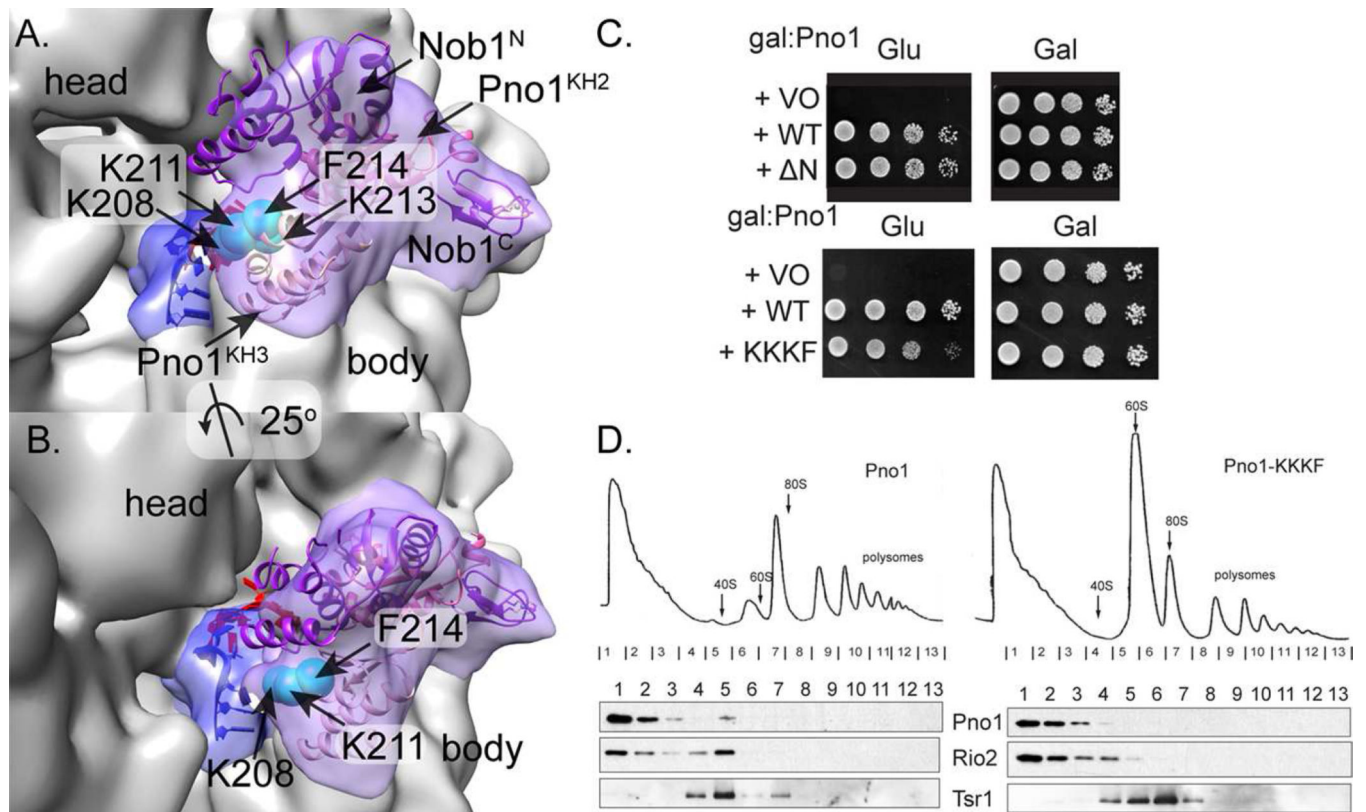 A.
head
Nob1N
Pno1KH2
K211
F214
K208
K213
Nob1C
Pno1KH3
body
25o
B.
head
F214
K211
K208
body
C.
gal:Pno1
Glu
Gal
+ VO
+ WT
+ ΔN
gal:Pno1
Glu
Gal
+ VO
+ WT
+ KKKF
D.
Pno1
40S
60S
80S
polysomes
1 2 3 4 5 6 7 8 9 10 11 12 13
Pno1-KKKF
40S
60S
80S
polysomes
1 2 3 4 5 6 7 8 9 10 11 12 13
1 2 3 4 5 6 7 8 9 10 11 12 13
1 2 3 4 5 6 7 8 9 10 11 12 13
Pno1
Rio2
Tsr1